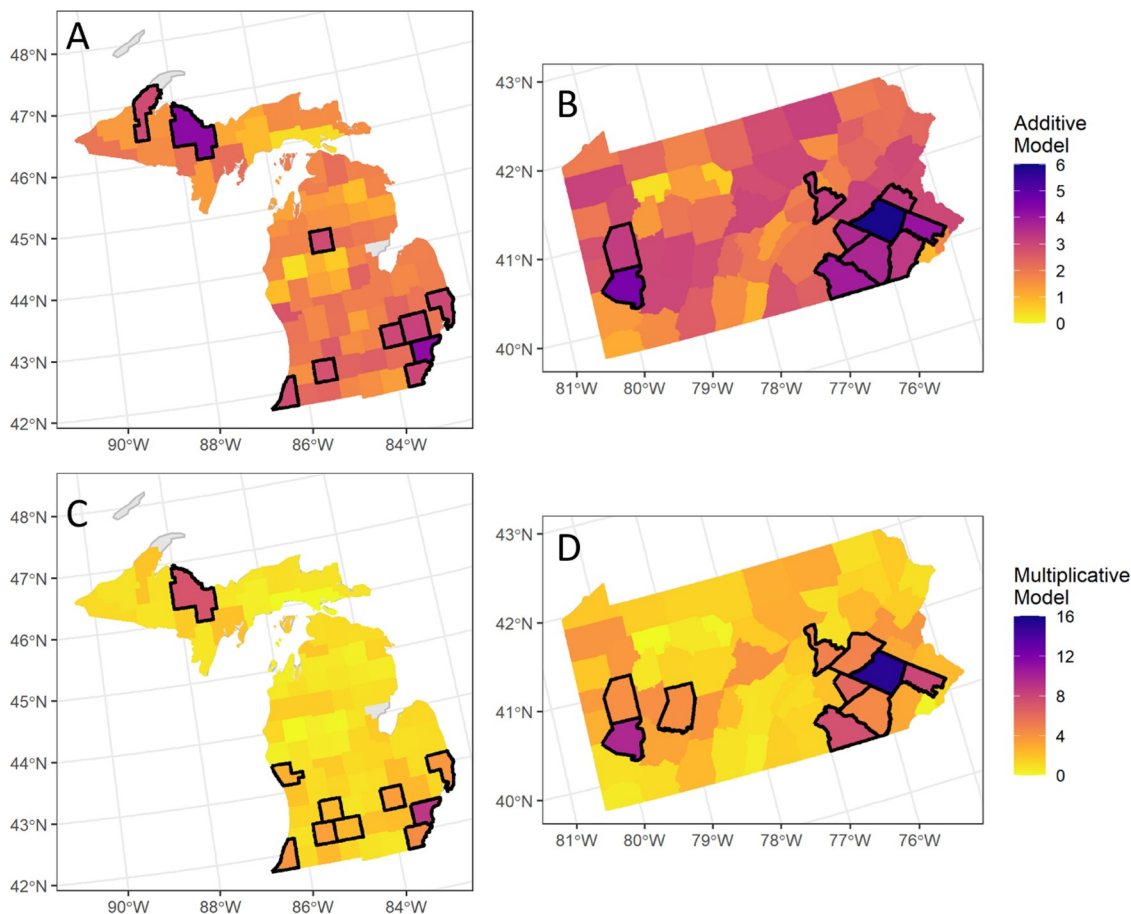 A
48°N
47°N
46°N
45°N
44°N
43°N
42°N
90°W
88°W
86°W
84°W
B
43°N
42°N
41°N
40°N
81°W
80°W
79°W
78°W
77°W
76°W
Additive
Model
6
5
4
3
2
1
0
C
48°N
47°N
46°N
45°N
44°N
43°N
42°N
90°W
88°W
86°W
84°W
D
43°N
42°N
41°N
40°N
81°W
80°W
79°W
78°W
77°W
76°W
Multiplicative
Model
16
12
8
4
0